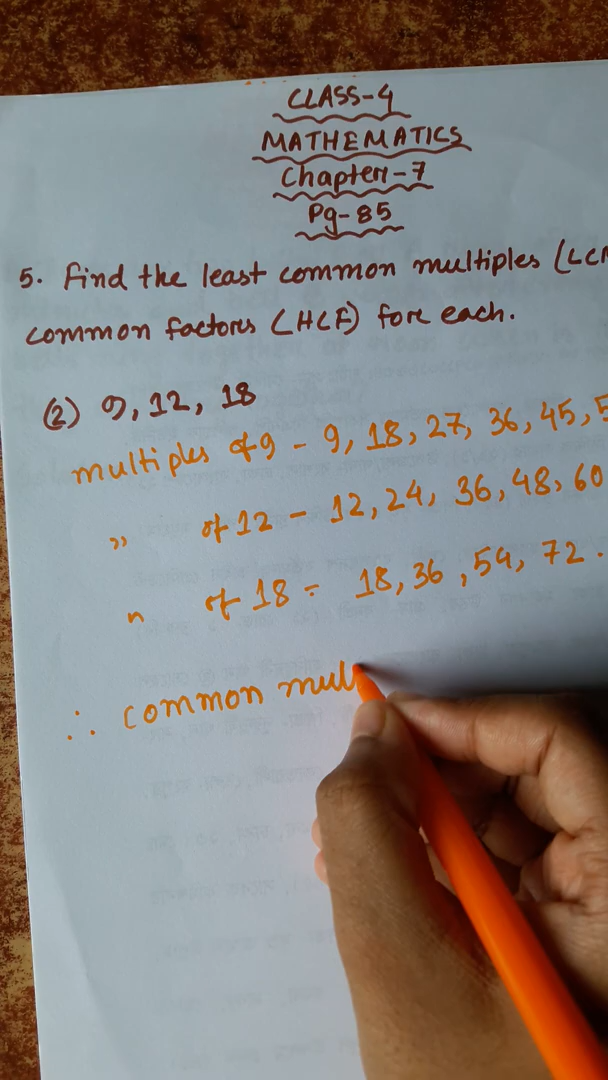 CLASS-4
MATHEMATICS
Chapter-7
Pg-85
5. Find the least common multiples (LCM
common factors (HCF) for each.
(2) 9, 12, 18
multiples of 9 - 9, 18, 27, 36, 45, 5
" of 12 - 12, 24, 36, 48, 60
" of 18 - 18, 36, 54, 72.
∴ common mul